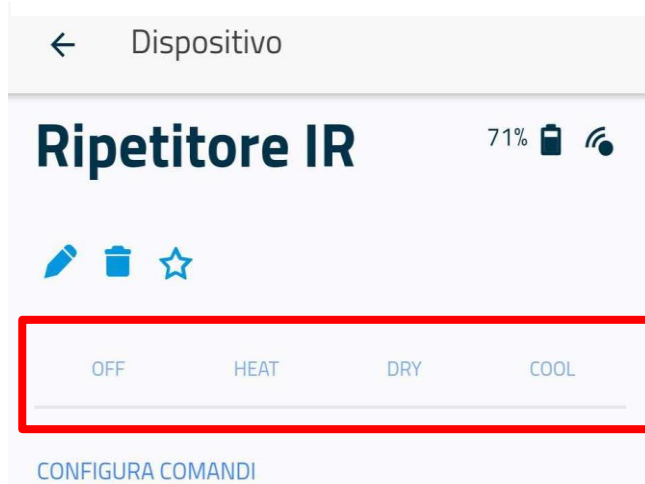 Dispositivo
Ripetitore IR 71%
OFF HEAT DRY COOL
CONFIGURA COMANDI